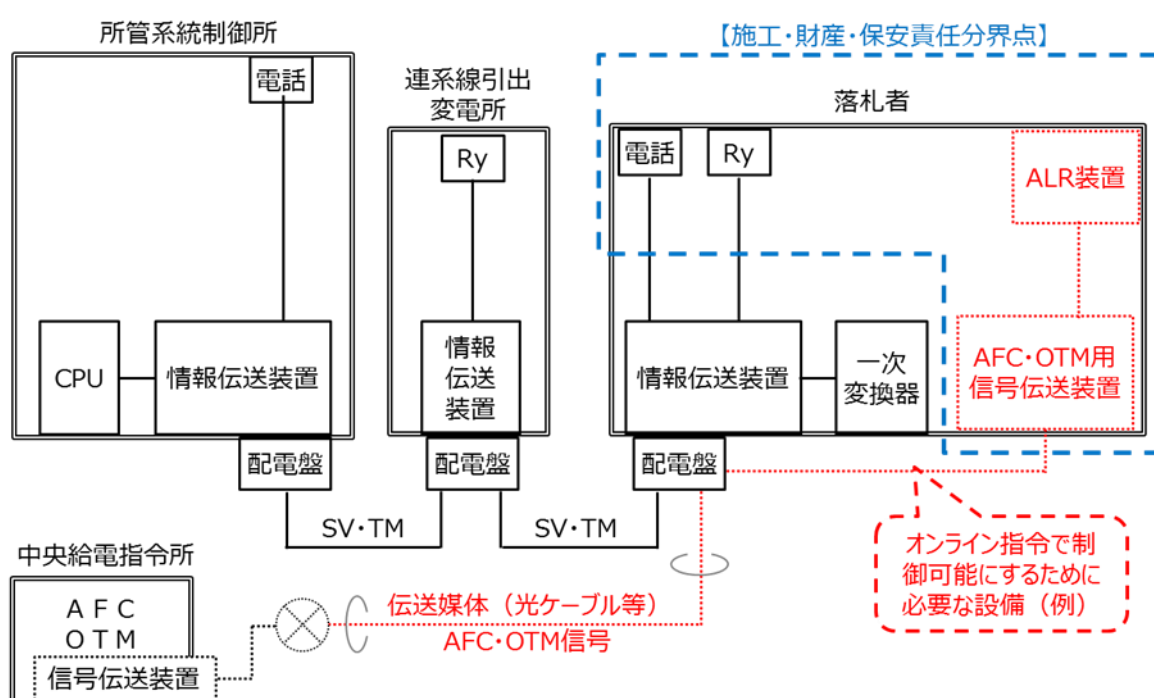 所管系統制御所
電話
CPU
情報伝送装置
配電盤
連系線引出
変電所
Ry
情報
伝送
装置
配電盤
SV・TM
SV・TM
【施工・財産・保安責任分界点】
落札者
電話
Ry
ALR装置
情報伝送装置
一次
変換器
AFC・OTM用
信号伝送装置
配電盤
オンライン指令で制
御可能にするために
必要な設備（例）
中央給電指令所
ＡＦＣ
ＯＴＭ
信号伝送装置
伝送媒体（光ケーブル等）
AFC・OTM信号